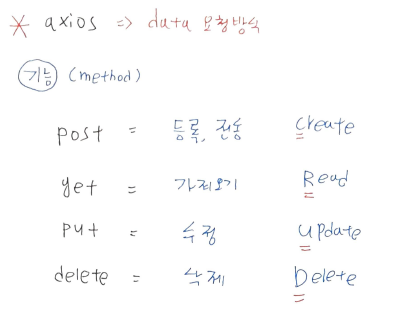 * axios => data 요청방식
기능 (method)
post = 등록, 전송 Create
get = 가져오기 Read
put = 수정 Update
delete = 삭제 Delete